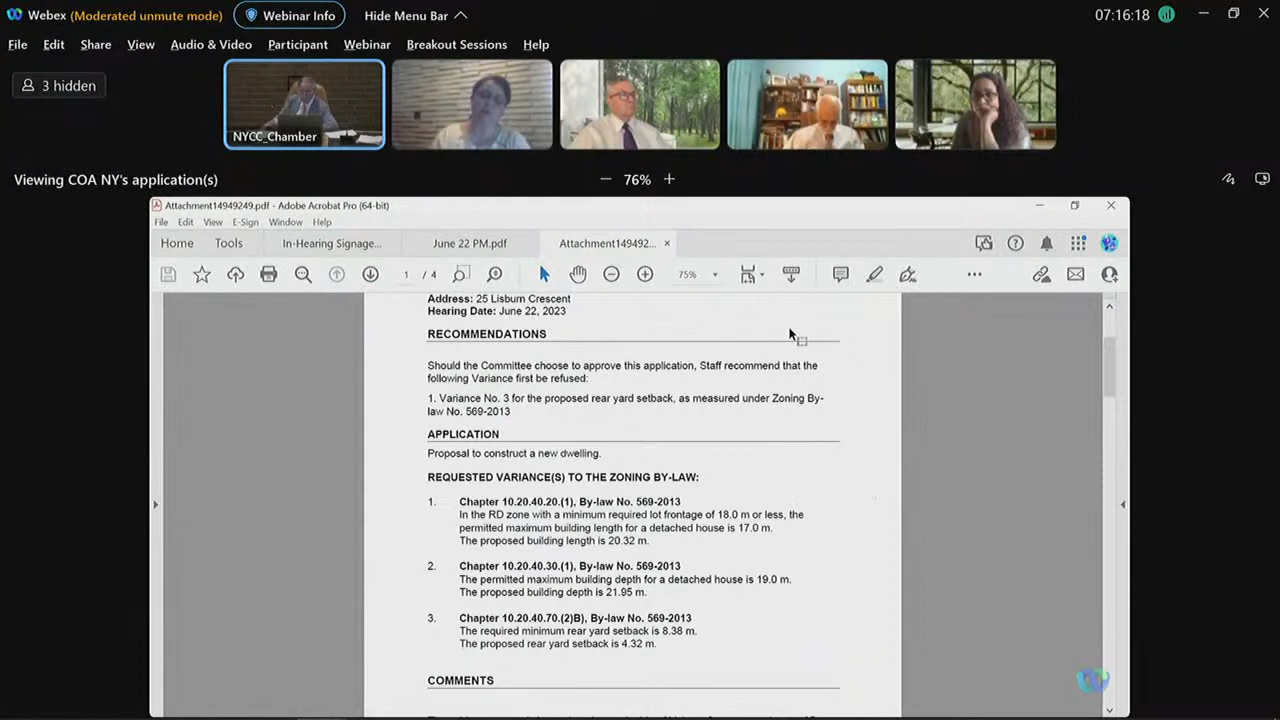 Webex (Moderated unmute mode) Webinar Info Hide Menu Bar 07:16:18
File Edit Share View Audio & Video Participant Webinar Breakout Sessions Help
3 hidden
NYCC_Chamber
Viewing COA NY's application(s) 76%
Attachment14949249.pdf - Adobe Acrobat Pro (64-bit)
File Edit View E-Sign Window Help
Home Tools In-Hearing Signage... June 22 PM.pdf Attachment149492... ×
1 / 4 75%
Address: 25 Lisburn Crescent
Hearing Date: June 22, 2023
RECOMMENDATIONS
Should the Committee choose to approve this application, Staff recommend that the
following Variance first be refused:
1. Variance No. 3 for the proposed rear yard setback, as measured under Zoning By-
law No. 569-2013
APPLICATION
Proposal to construct a new dwelling.
REQUESTED VARIANCE(S) TO THE ZONING BY-LAW:
1. Chapter 10.20.40.20.(1), By-law No. 569-2013
In the RD zone with a minimum required lot frontage of 18.0 m or less, the
permitted maximum building length for a detached house is 17.0 m.
The proposed building length is 20.32 m.
2. Chapter 10.20.40.30.(1), By-law No. 569-2013
The permitted maximum building depth for a detached house is 19.0 m.
The proposed building depth is 21.95 m.
3. Chapter 10.20.40.70.(2)B), By-law No. 569-2013
The required minimum rear yard setback is 8.38 m.
The proposed rear yard setback is 4.32 m.
COMMENTS